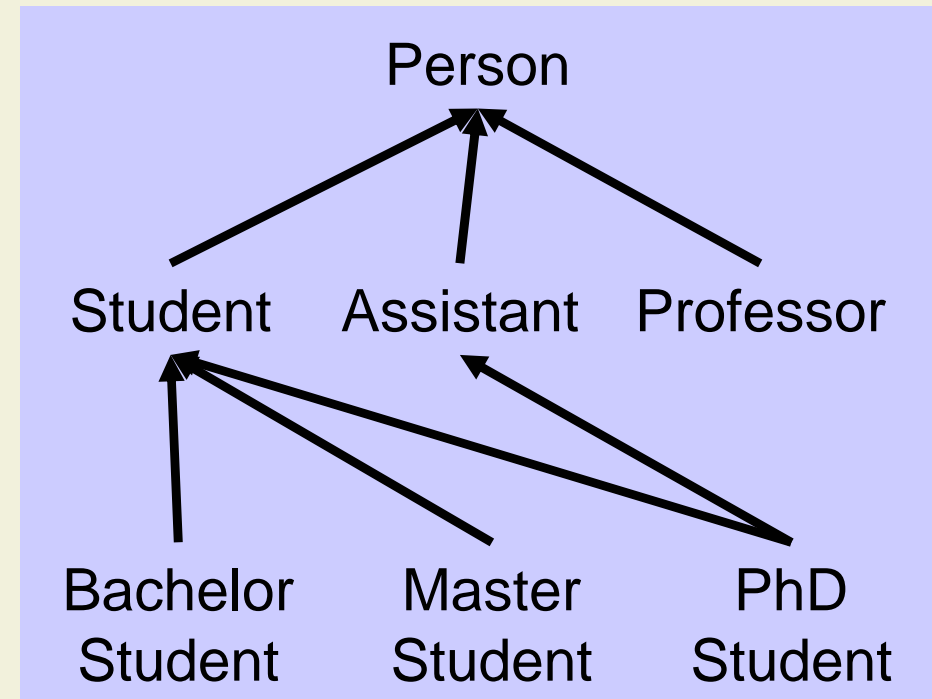 Person
Student Assistant Professor
Bachelor Master PhD
Student Student Student